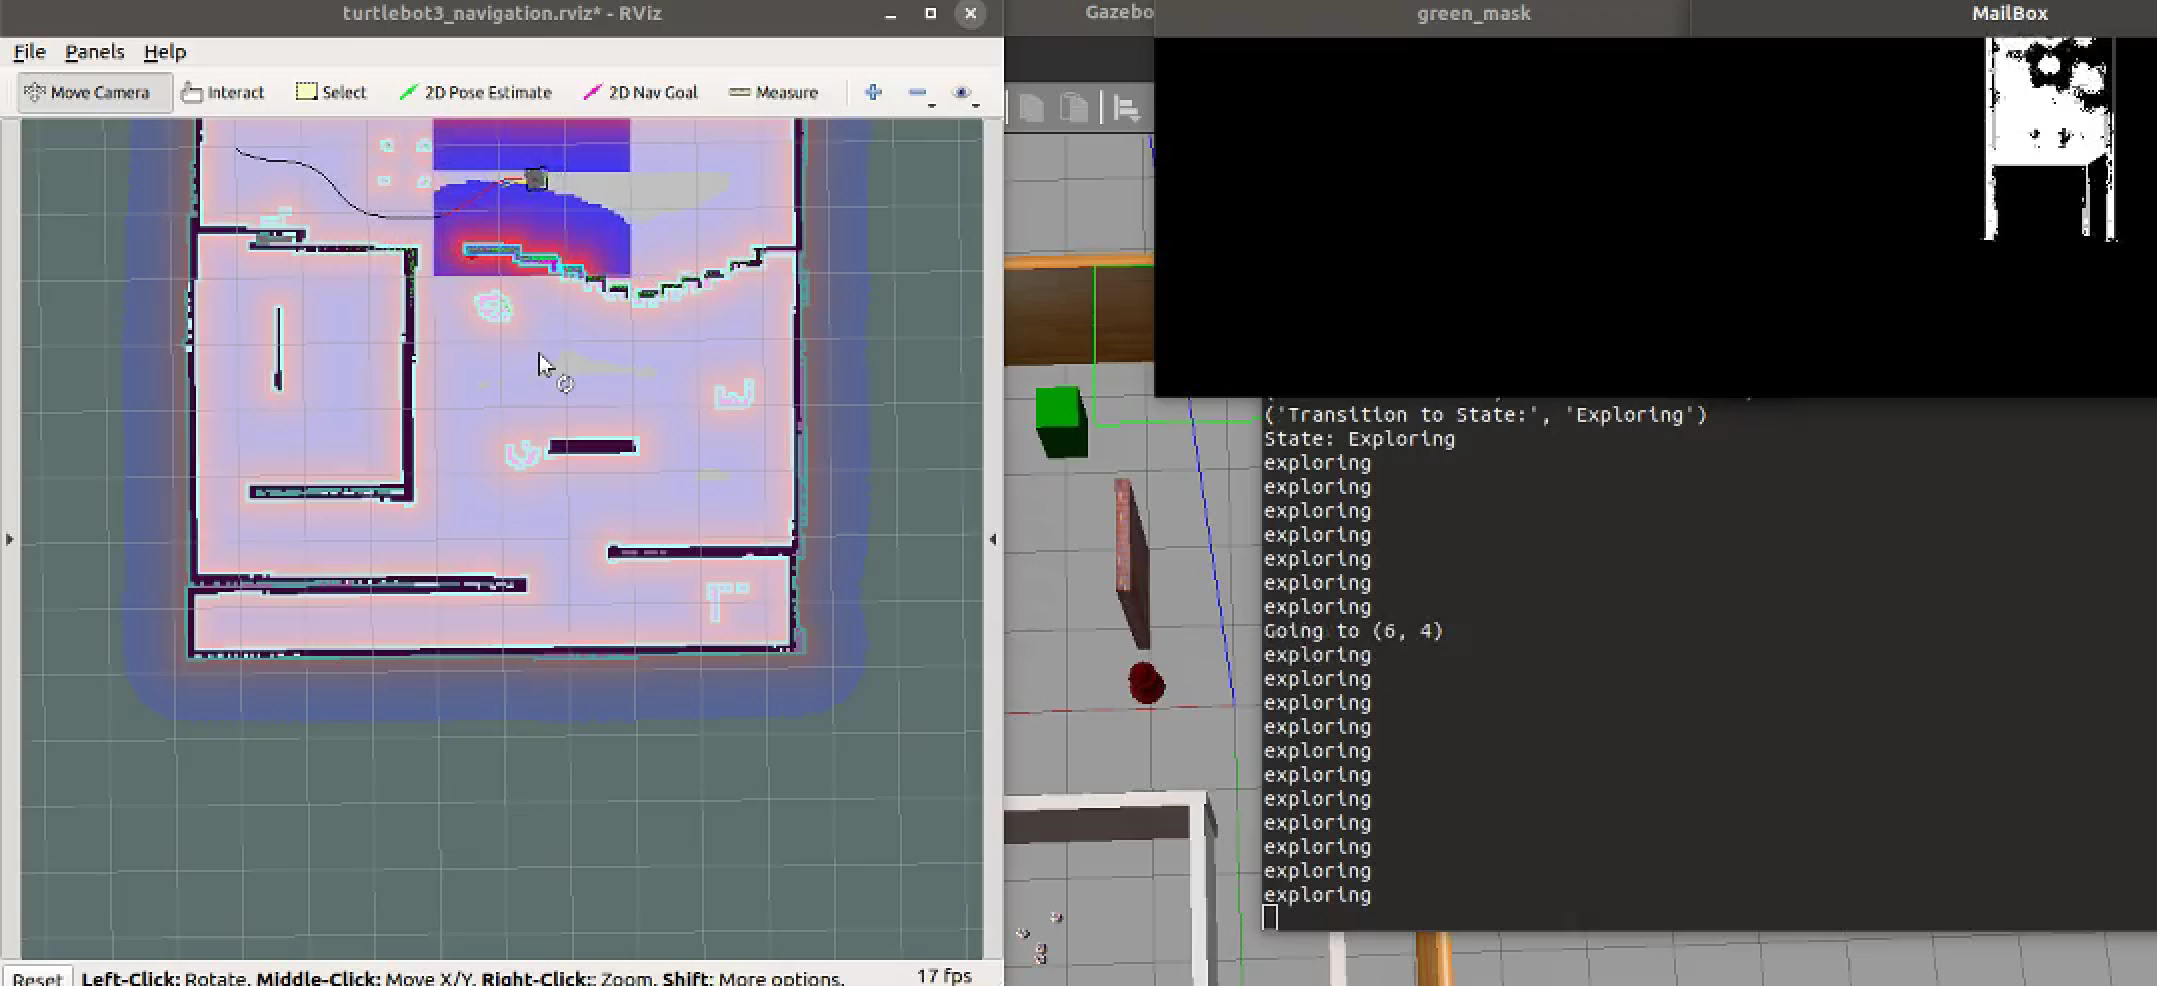 turtlebot3_navigation.rviz* - RViz
File Panels Help
Move Camera Interact Select 2D Pose Estimate 2D Nav Goal Measure
Reset Left-Click: Rotate. Middle-Click: Move X/Y. Right-Click:: Zoom. Shift: More options. 17 fps
Gazebo
green_mask
MailBox
('Transition to State:', 'Exploring')
State: Exploring
exploring
exploring
exploring
exploring
exploring
exploring
exploring
Going to (6, 4)
exploring
exploring
exploring
exploring
exploring
exploring
exploring
exploring
exploring
exploring
exploring